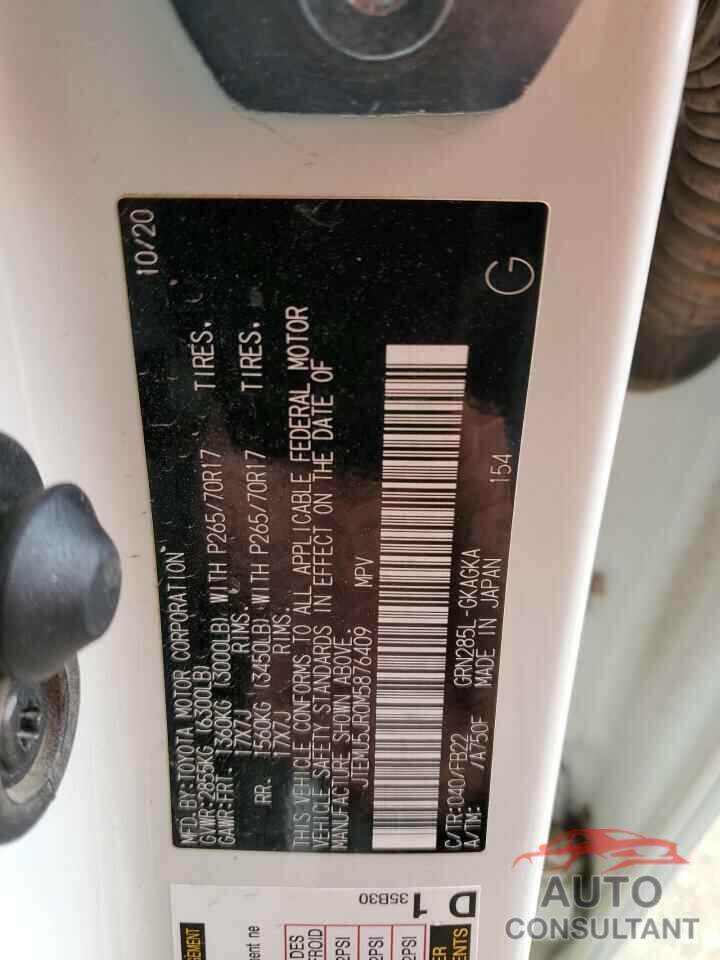 MFD.BY:TOYOTA MOTOR CORPORATION 10/20
GVWR:2855KG (6300LB)
GAWR:FRT. 1360KG (3000LB) WITH P265/70R17 TIRES.
17X7J RIMS.
RR. 1560KG (3450LB) WITH P265/70R17 TIRES.
17X7J RIMS.
THIS VEHICLE CONFORMS TO ALL APPLICABLE FEDERAL MOTOR
VEHICLE SAFETY STANDARDS IN EFFECT ON THE DATE OF
MANUFACTURE SHOWN ABOVE.
JTEMU5JR0M5876409 MPV
C/TR:040/FB22 GRN285L-GKAGKA 154 G
A/TM: /A750F MADE IN JAPAN
35B30
D1
AUTO
CONSULTANT